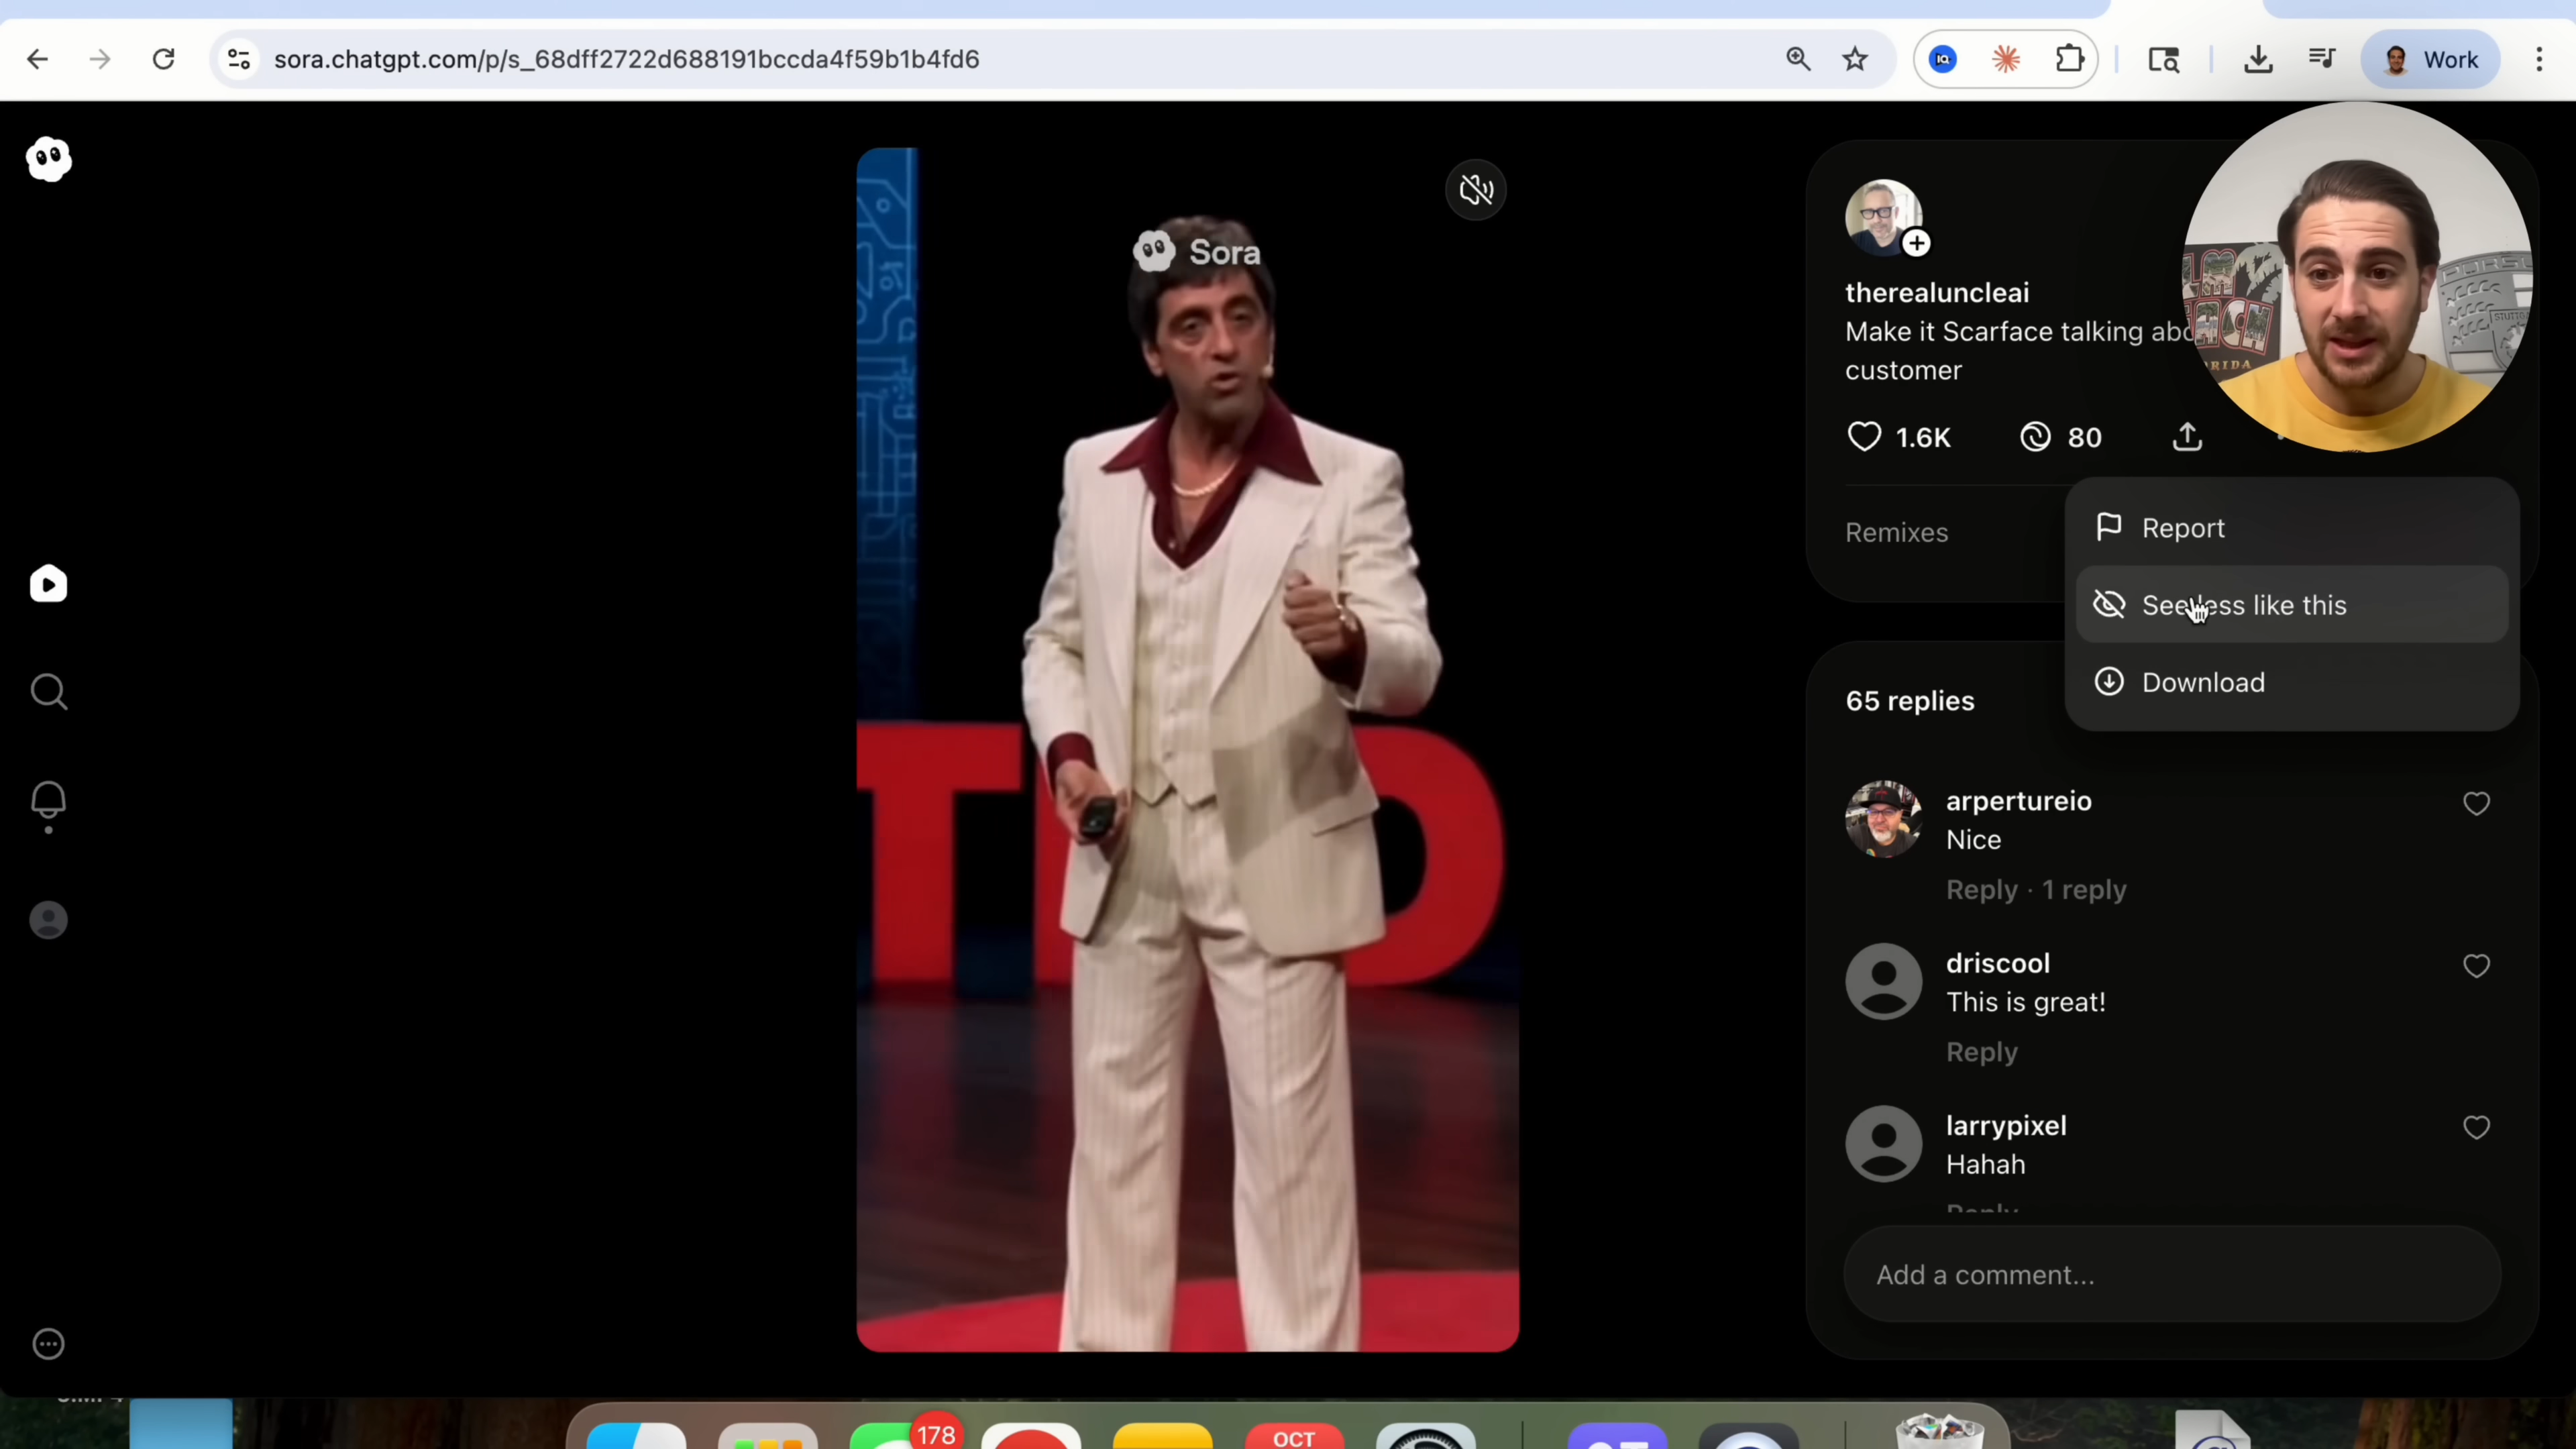 sora.chatgpt.com/p/s_68dff2722d688191bccda4f59b1b4fd6
Work
Sora
therealuncleai
Make it Scarface talking
customer
1.6K
80
Remixes
Report
See less like this
Download
65 replies
arpertureio
Nice
Reply · 1 reply
driscool
This is great!
Reply
larrypixel
Hahah
Reply
Add a comment...
178
OCT